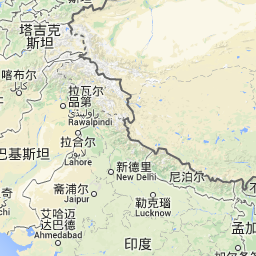 塔吉克
斯坦
喀布尔
拉瓦尔
品第
راولپنڈی
Rawalpindi
拉合尔
Lahore
巴基斯坦
新德里
New Delhi
尼泊尔
斋浦尔
Jaipur
勒克瑙
Lucknow
艾哈迈
达巴德
Ahmedabad
印度
孟加